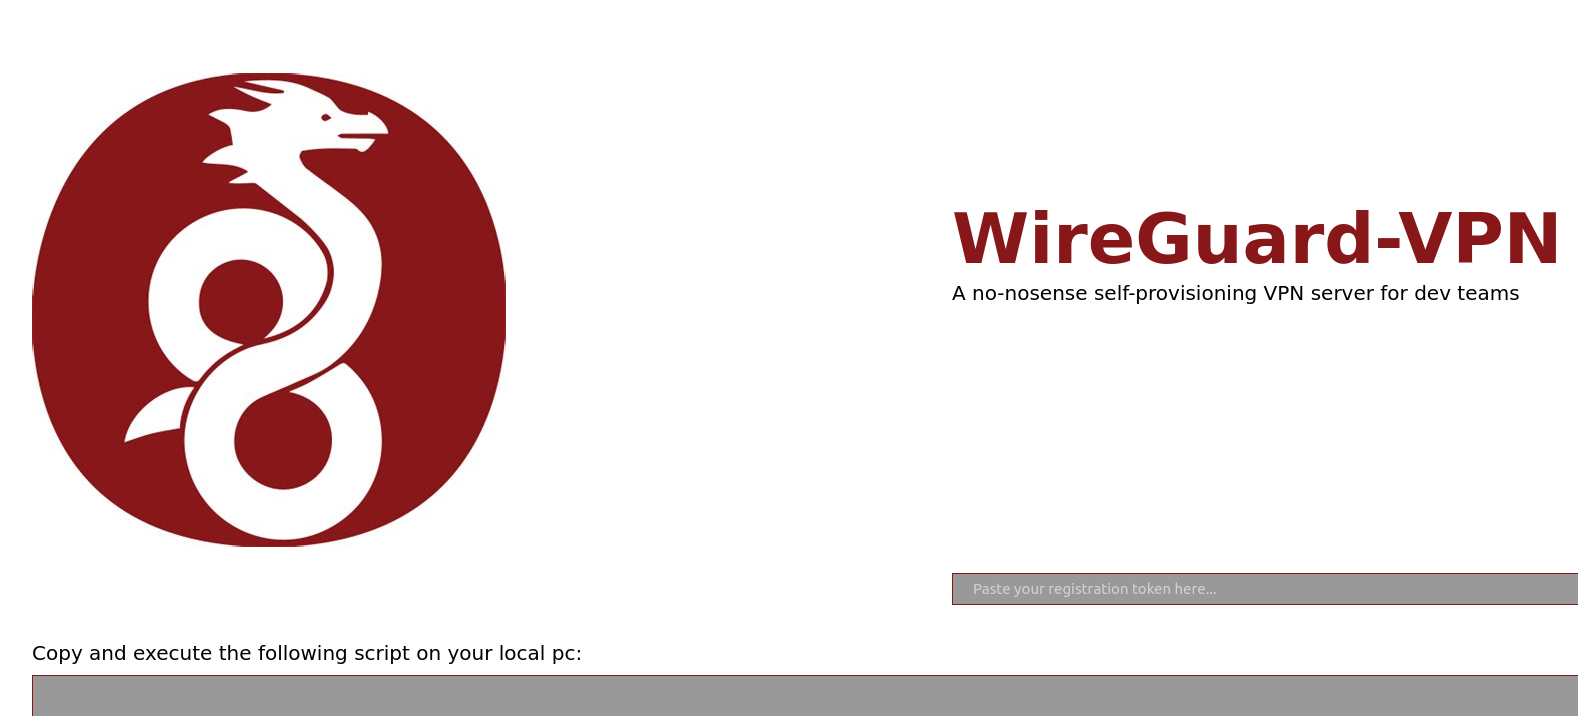 WireGuard-VPN
A no-nosense self-provisioning VPN server for dev teams
Paste your registration token here...
Copy and execute the following script on your local pc: